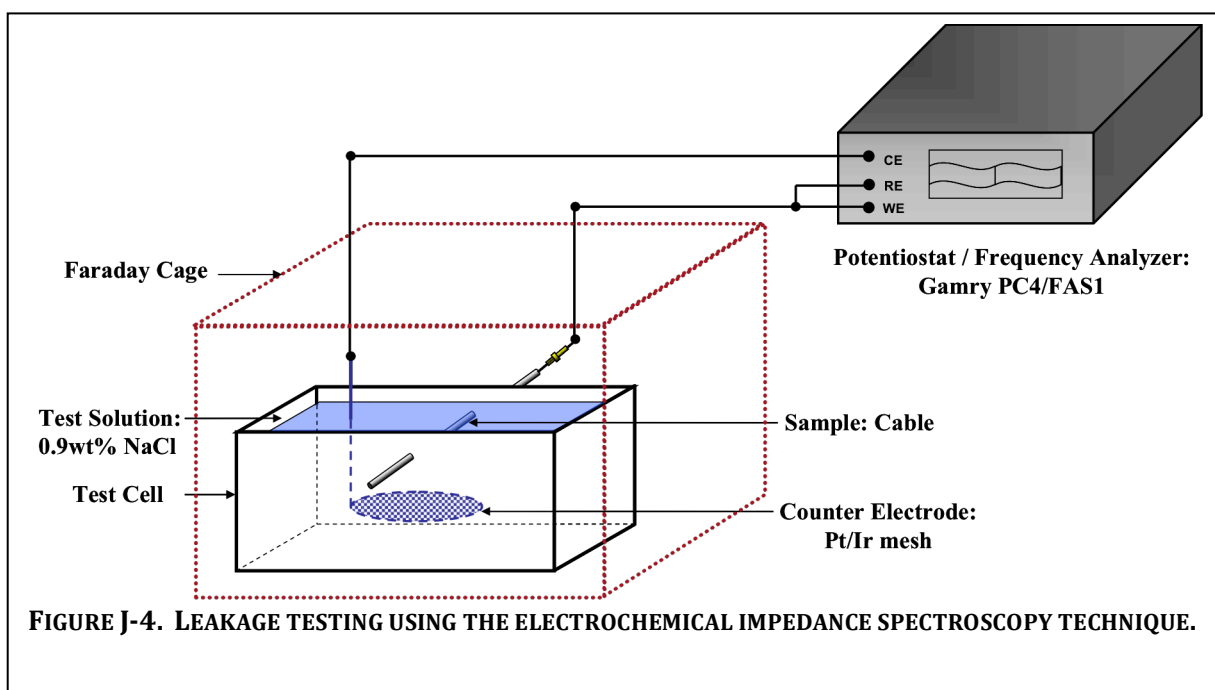 CE
RE
WE
Potentiostat / Frequency Analyzer:
Gamry PC4/FAS1
Faraday Cage
Test Solution:
0.9wt% NaCl
Sample: Cable
Test Cell
Counter Electrode:
Pt/Ir mesh
FIGURE J-4. LEAKAGE TESTING USING THE ELECTROCHEMICAL IMPEDANCE SPECTROSCOPY TECHNIQUE.